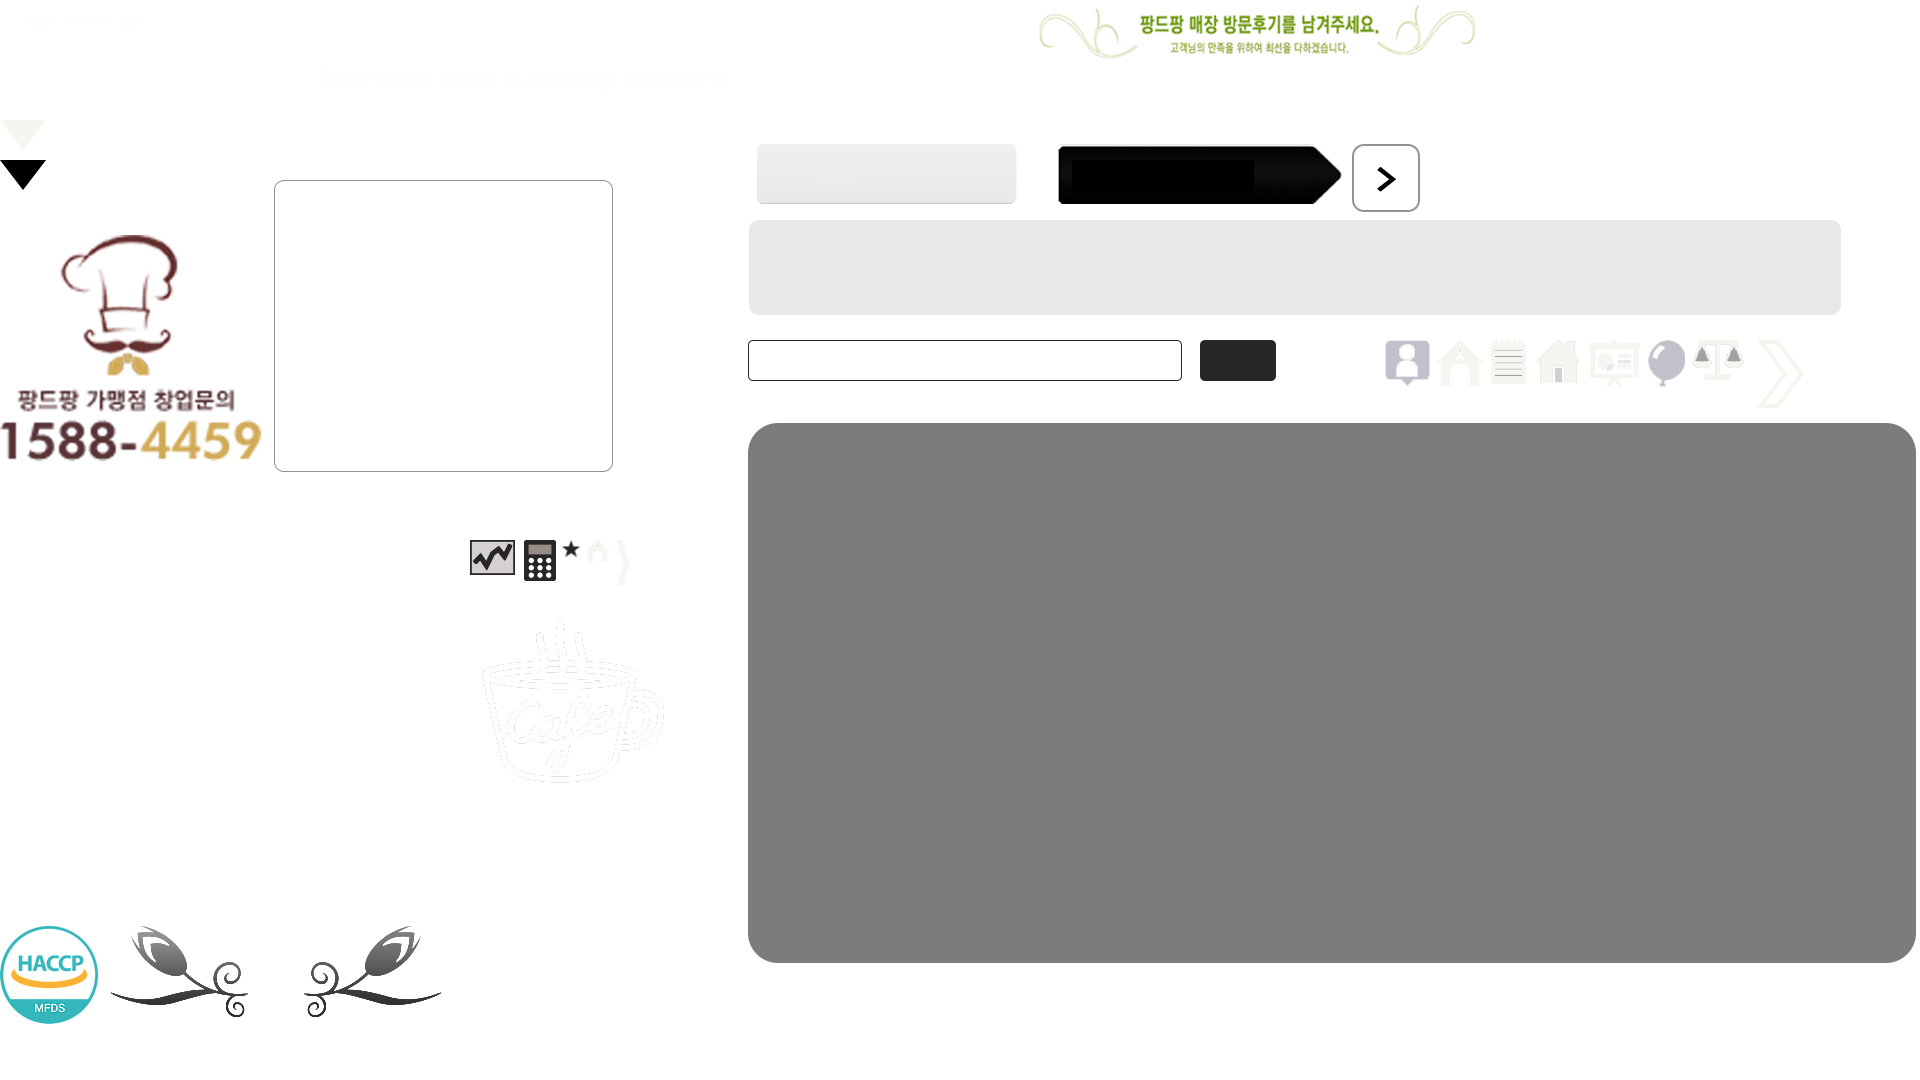 팡드팡 매장 방문후기를 남겨주세요.
고객님의 만족을 위하여 최선을 다하겠습니다.
팡드팡 가맹점 창업문의
1588-4459
Cafe
HACCP
MFDS